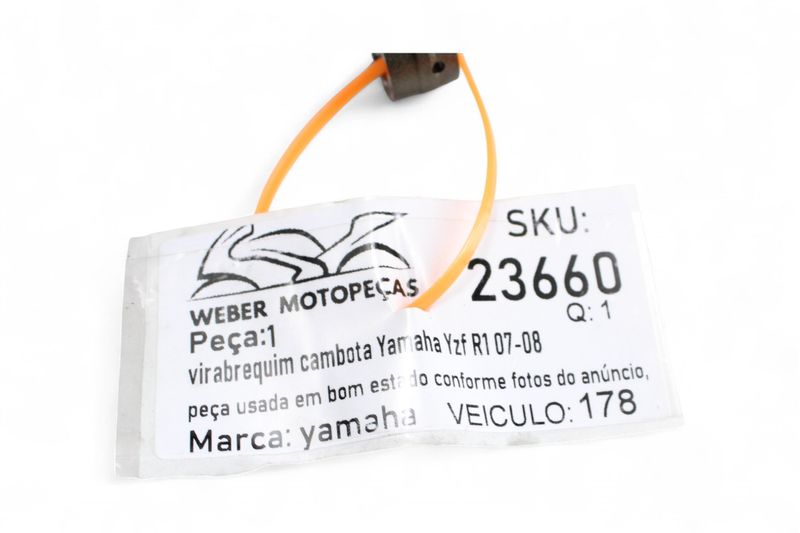 WEBER MOTOPEÇAS
SKU:
23660
Q: 1
Peça:1
virabrequim cambota Yamaha Yzf R1 07-08
peça usada em bom estado conforme fotos do anúncio,
Marca: yamaha
VEICULO: 178